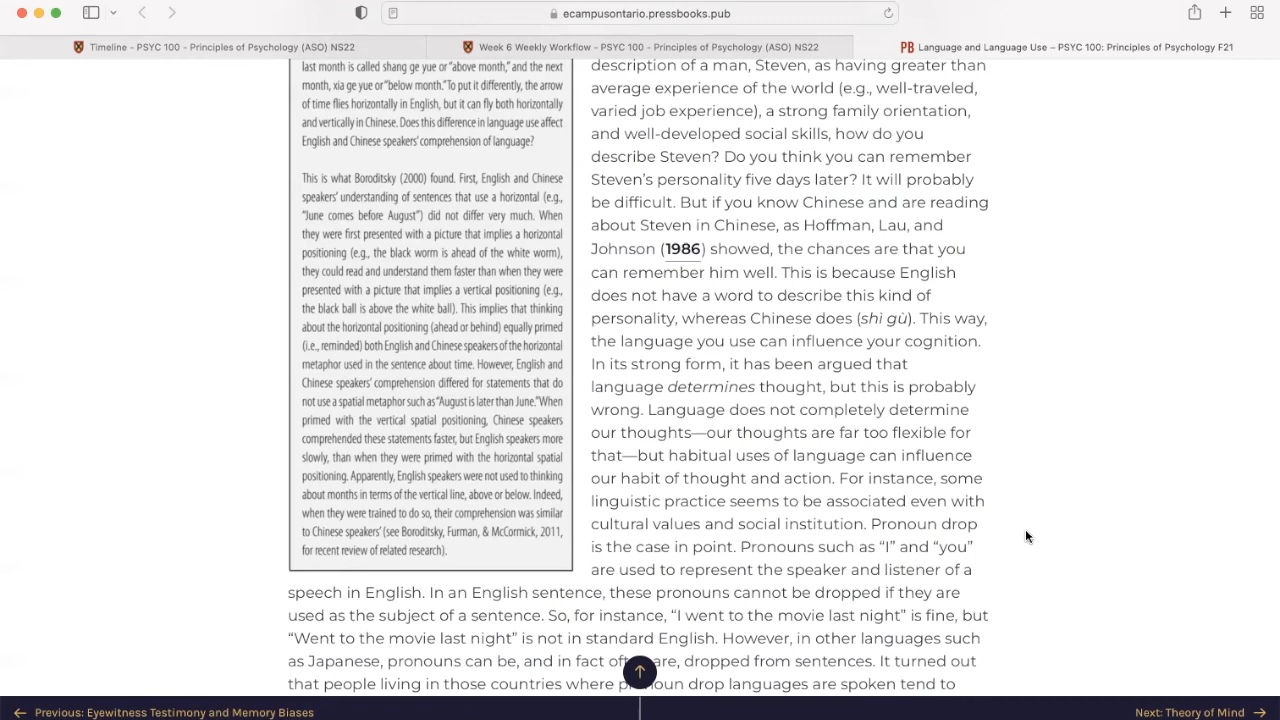 ecampusontario.pressbooks.pub
Timeline - PSYC 100 - Principles of Psychology (ASO) NS22
Week 6 Weekly Workflow - PSYC 100 - Principles of Psychology (ASO) NS22
PB Language and Language Use – PSYC 100: Principles of Psychology F21
last month is called shang ge yue or “above month,” and the next
month, xia ge yue or “below month.” To put it differently, the arrow
of time flies horizontally in English, but it can fly both horizontally
and vertically in Chinese. Does this difference in language use affect
English and Chinese speakers’ comprehension of language?
This is what Boroditsky (2000) found. First, English and Chinese
speakers’ understanding of sentences that use a horizontal (e.g.,
“June comes before August”) did not differ very much. When
they were first presented with a picture that implies a horizontal
positioning (e.g., the black worm is ahead of the white worm),
they could read and understand them faster than when they were
presented with a picture that implies a vertical positioning (e.g.,
the black ball is above the white ball). This implies that thinking
about the horizontal positioning (ahead or behind) equally primed
(i.e., reminded) both English and Chinese speakers of the horizontal
metaphor used in the sentence about time. However, English and
Chinese speakers’ comprehension differed for statements that do
not use a spatial metaphor such as “August is later than June.” When
primed with the vertical spatial positioning, Chinese speakers
comprehended these statements faster, but English speakers more
slowly, than when they were primed with the horizontal spatial
positioning. Apparently, English speakers were not used to thinking
about months in terms of the vertical line, above or below. Indeed,
when they were trained to do so, their comprehension was similar
to Chinese speakers’ (see Boroditsky, Furman, & McCormick, 2011,
for recent review of related research).
description of a man, Steven, as having greater than
average experience of the world (e.g., well-traveled,
varied job experience), a strong family orientation,
and well-developed social skills, how do you
describe Steven? Do you think you can remember
Steven’s personality five days later? It will probably
be difficult. But if you know Chinese and are reading
about Steven in Chinese, as Hoffman, Lau, and
Johnson (1986) showed, the chances are that you
can remember him well. This is because English
does not have a word to describe this kind of
personality, whereas Chinese does (shì gù). This way,
the language you use can influence your cognition.
In its strong form, it has been argued that
language determines thought, but this is probably
wrong. Language does not completely determine
our thoughts—our thoughts are far too flexible for
that—but habitual uses of language can influence
our habit of thought and action. For instance, some
linguistic practice seems to be associated even with
cultural values and social institution. Pronoun drop
is the case in point. Pronouns such as “I” and “you”
are used to represent the speaker and listener of a
speech in English. In an English sentence, these pronouns cannot be dropped if they are
used as the subject of a sentence. So, for instance, “I went to the movie last night” is fine, but
“Went to the movie last night” is not in standard English. However, in other languages such
as Japanese, pronouns can be, and in fact often are, dropped from sentences. It turned out
that people living in those countries where pronoun drop languages are spoken tend to
Previous: Eyewitness Testimony and Memory Biases
Next: Theory of Mind